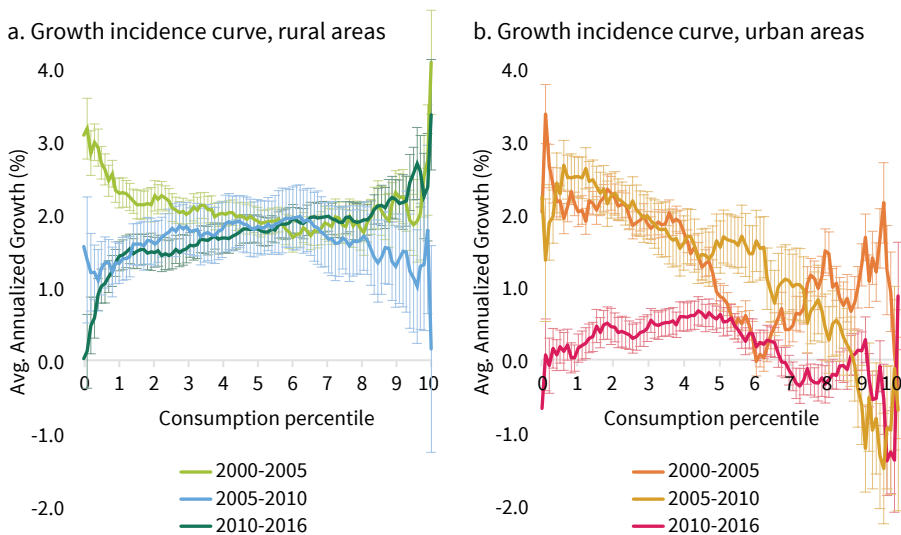 a. Growth incidence curve, rural areas
Avg. Annualized Growth (%)
4.0
3.0
2.0
1.0
0.0
-1.0
-2.0
0 1 2 3 4 5 6 7 8 9 10
Consumption percentile
2000-2005
2005-2010
2010-2016
b. Growth incidence curve, urban areas
Avg. Annualized Growth (%)
4.0
3.0
2.0
1.0
0.0
-1.0
-2.0
0 1 2 3 4 5 6 7 8 9 10
Consumption percentile
2000-2005
2005-2010
2010-2016